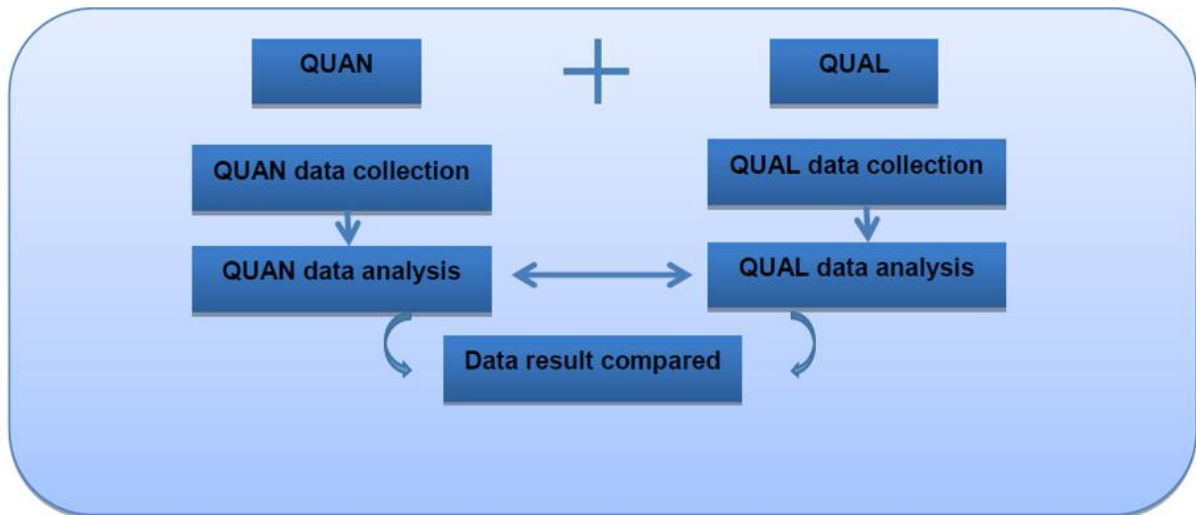 QUAN
+
QUAL
QUAN data collection
QUAL data collection
QUAN data analysis
QUAL data analysis
Data result compared